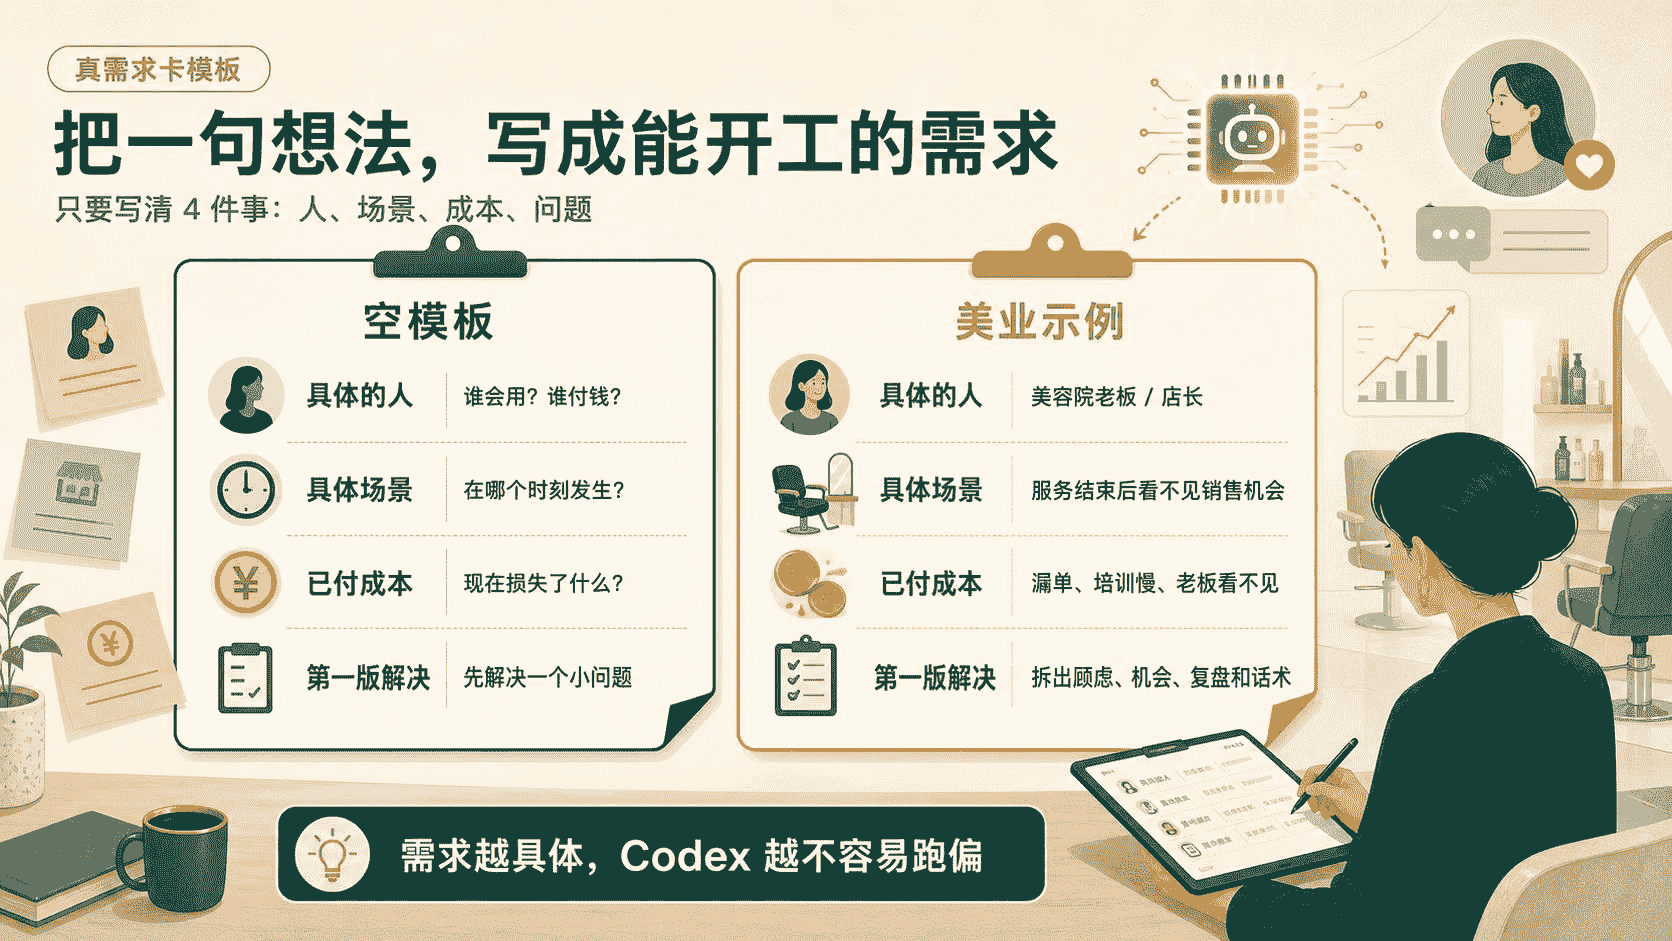 真需求卡模板
把一句想法，写成能开工的需求
只要写清 4 件事：人、场景、成本、问题
空模板
具体的人 谁会用？谁付钱？
具体场景 在哪个时刻发生？
已付成本 现在损失了什么？
第一版解决 先解决一个小问题
美业示例
具体的人 美容院老板 / 店长
具体场景 服务结束后看不见销售机会
已付成本 漏单、培训慢、老板看不见
第一版解决 拆出顾虑、机会、复盘和话术
需求越具体，Codex 越不容易跑偏